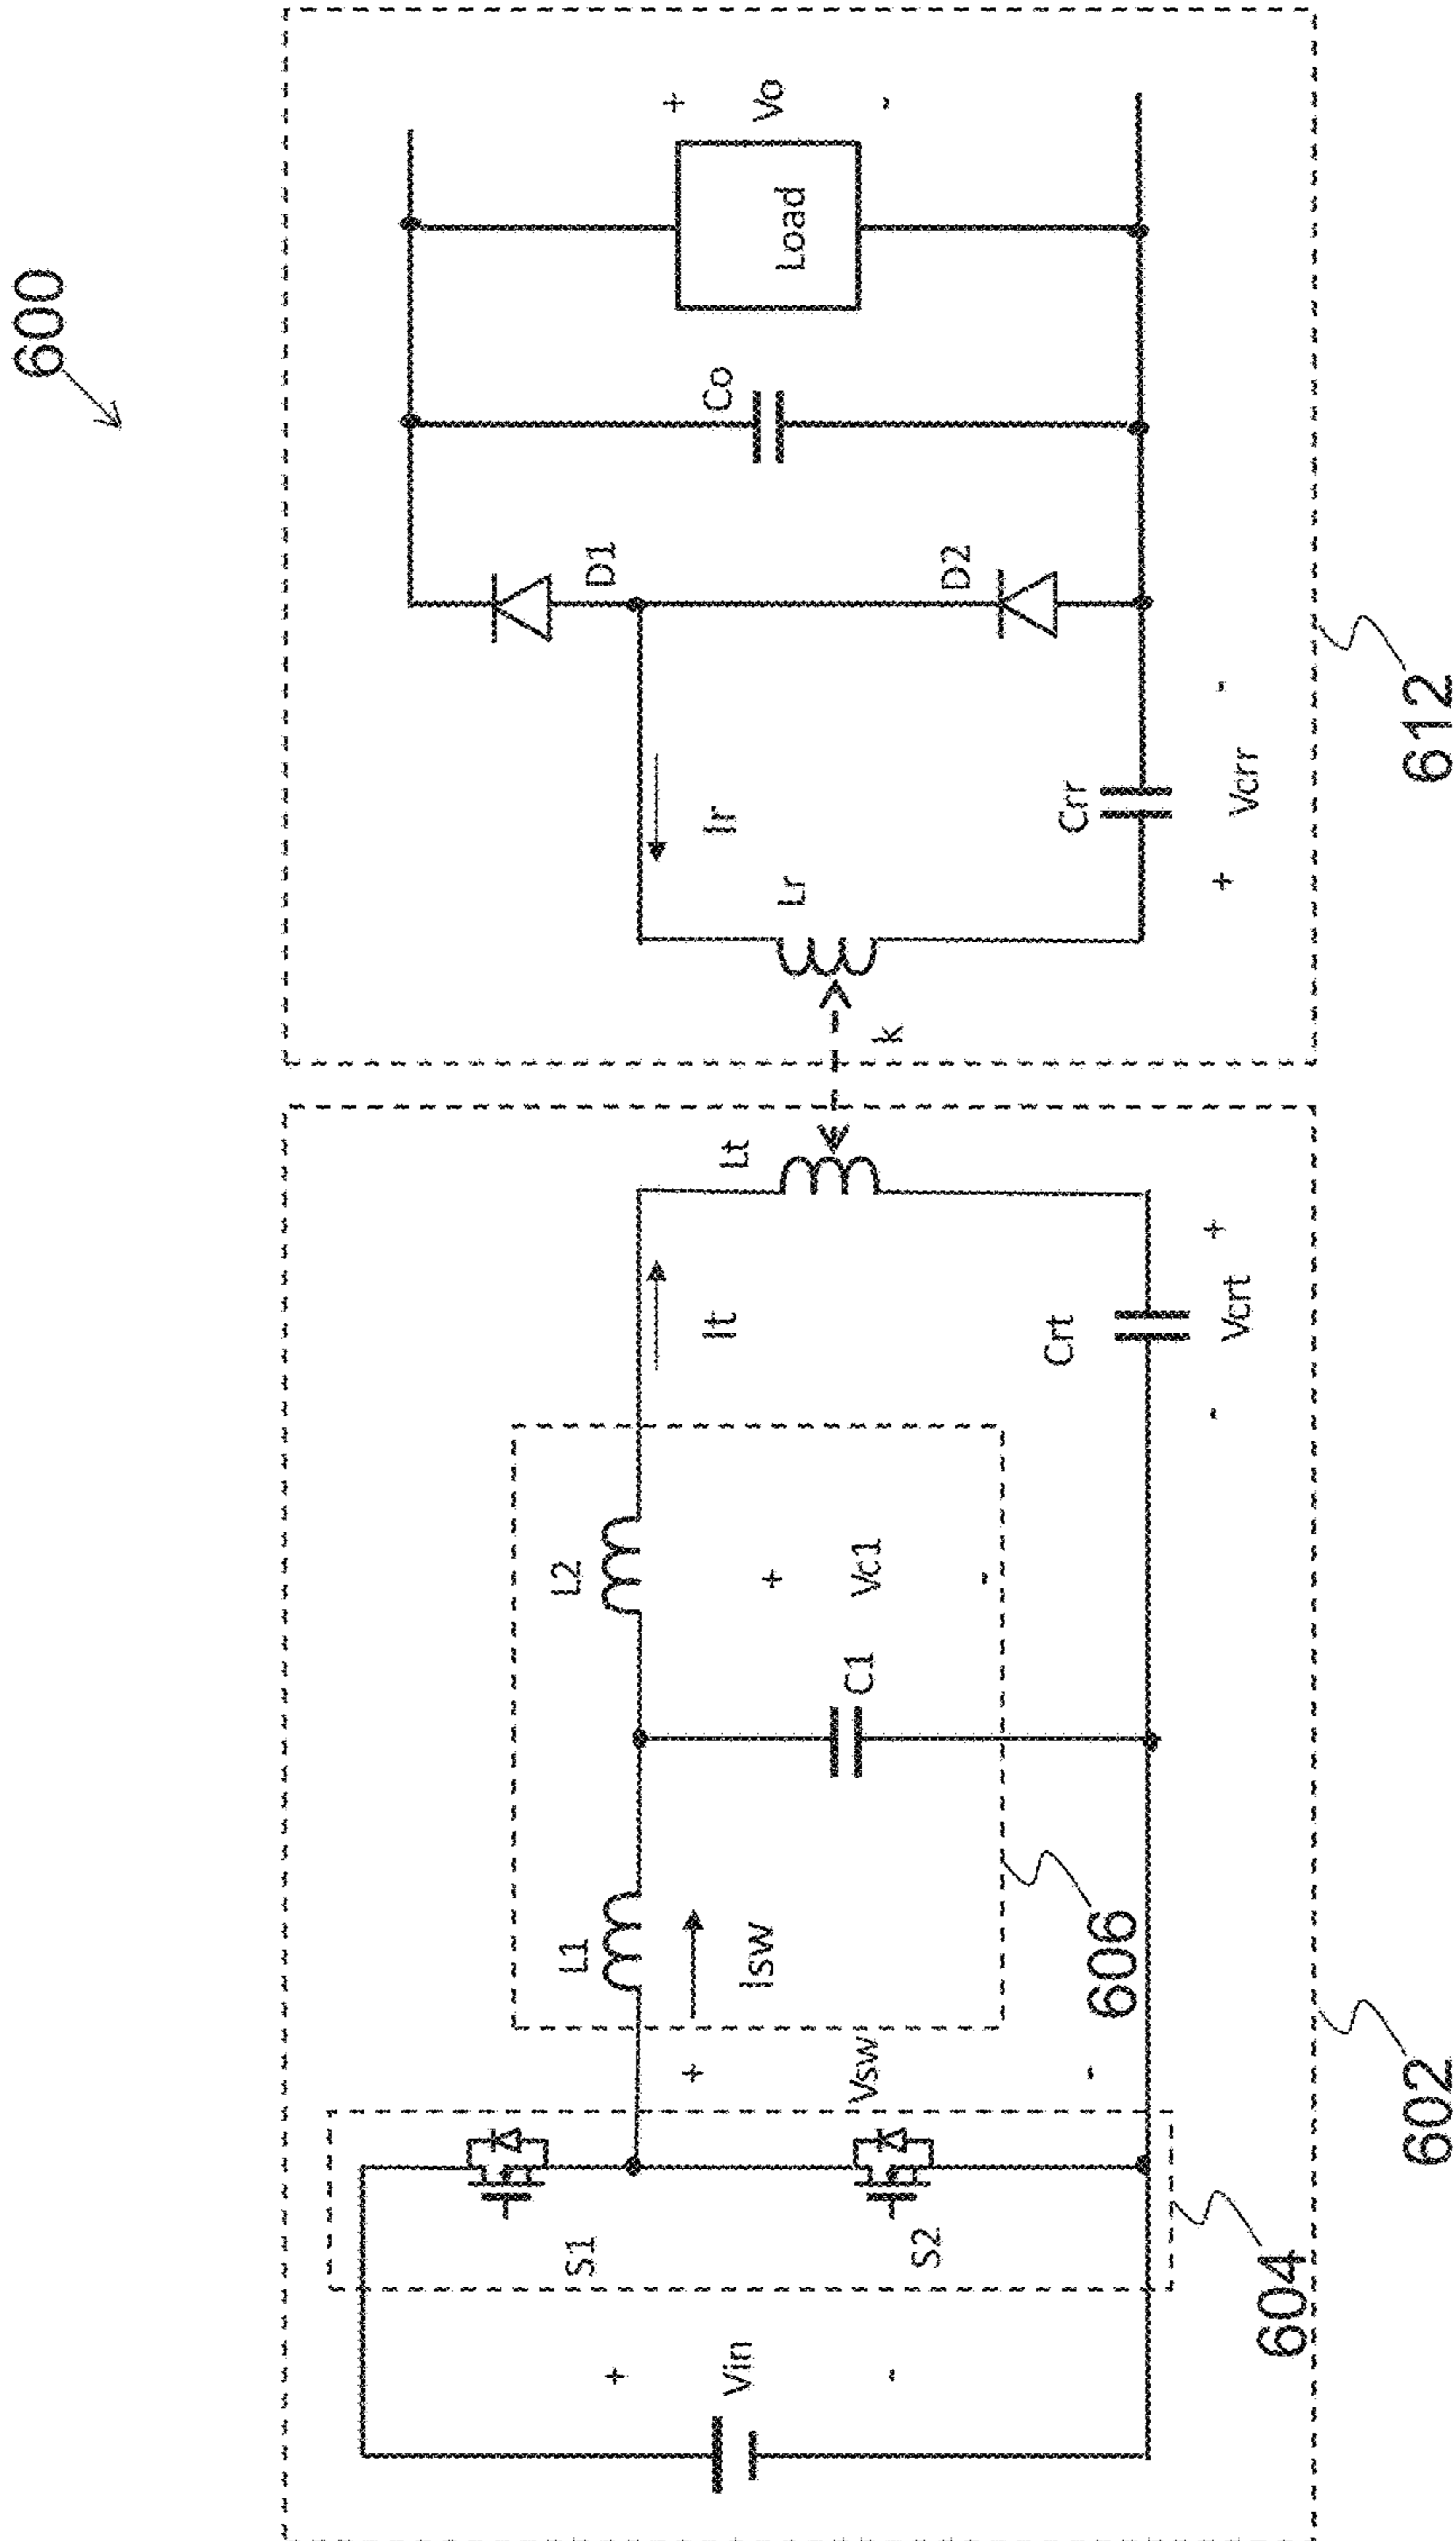 600
+
Vo
-
Load
Co
D1
D2
Ir
Lr
Crr
+ Vcrr -
k
612
Lt
It
Crt
- Vcrt +
L2
+
Vc1
-
C1
L1
Isw
606
+
Vsw
-
S1
S2
604
+
Vin
-
602